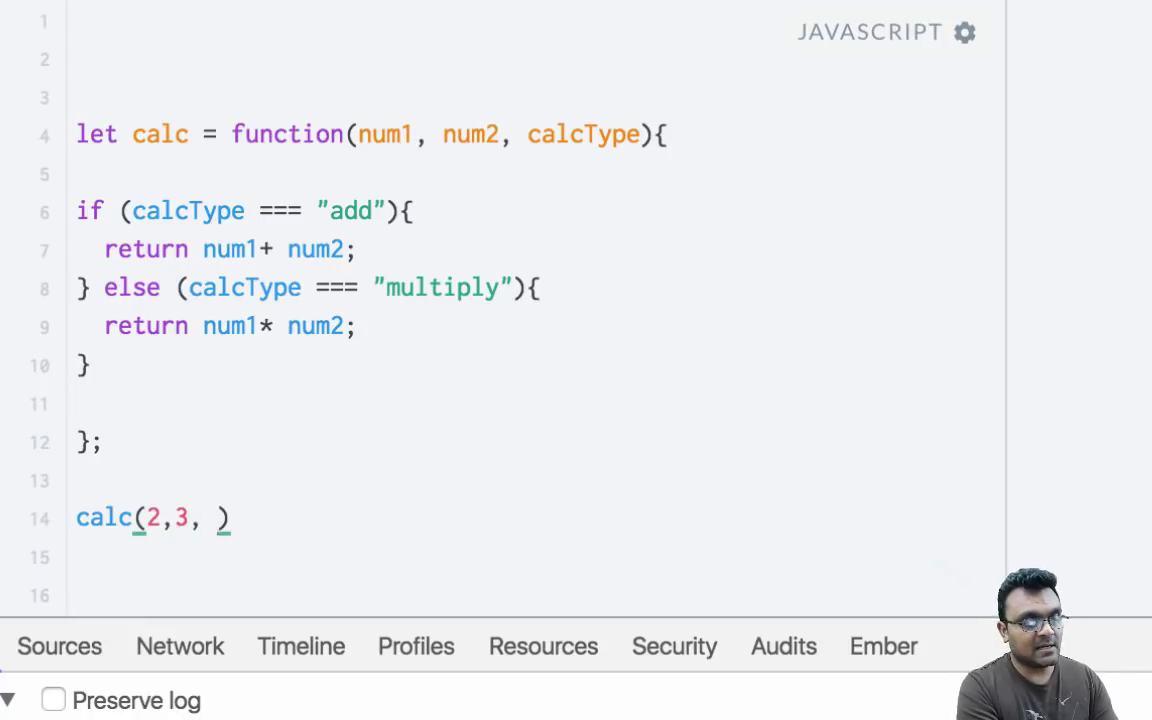 1
JAVASCRIPT
2
3
4 let calc = function(num1, num2, calcType){
5
6 if (calcType === "add"){
7 return num1+ num2;
8 } else (calcType === "multiply"){
9 return num1* num2;
10 }
11
12 };
13
14 calc(2,3, )
15
16
Sources Network Timeline Profiles Resources Security Audits Ember
Preserve log